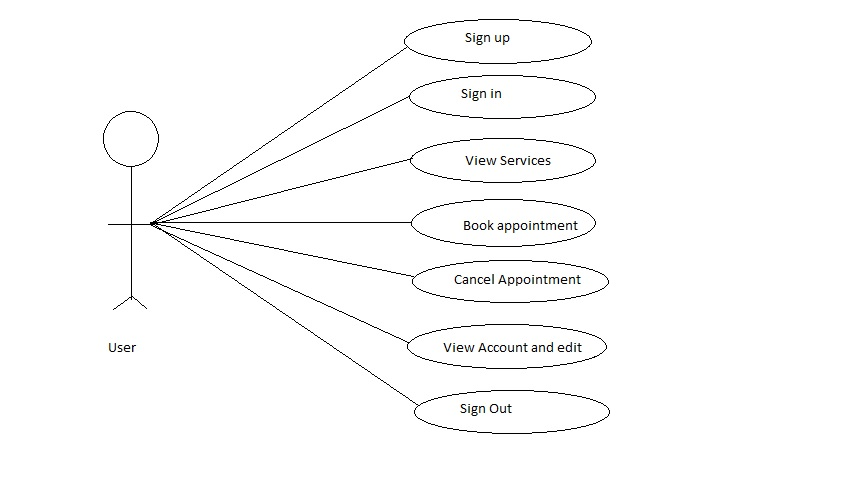 Sign up
Sign in
View Services
Book appointment
Cancel Appointment
View Account and edit
User
Sign Out